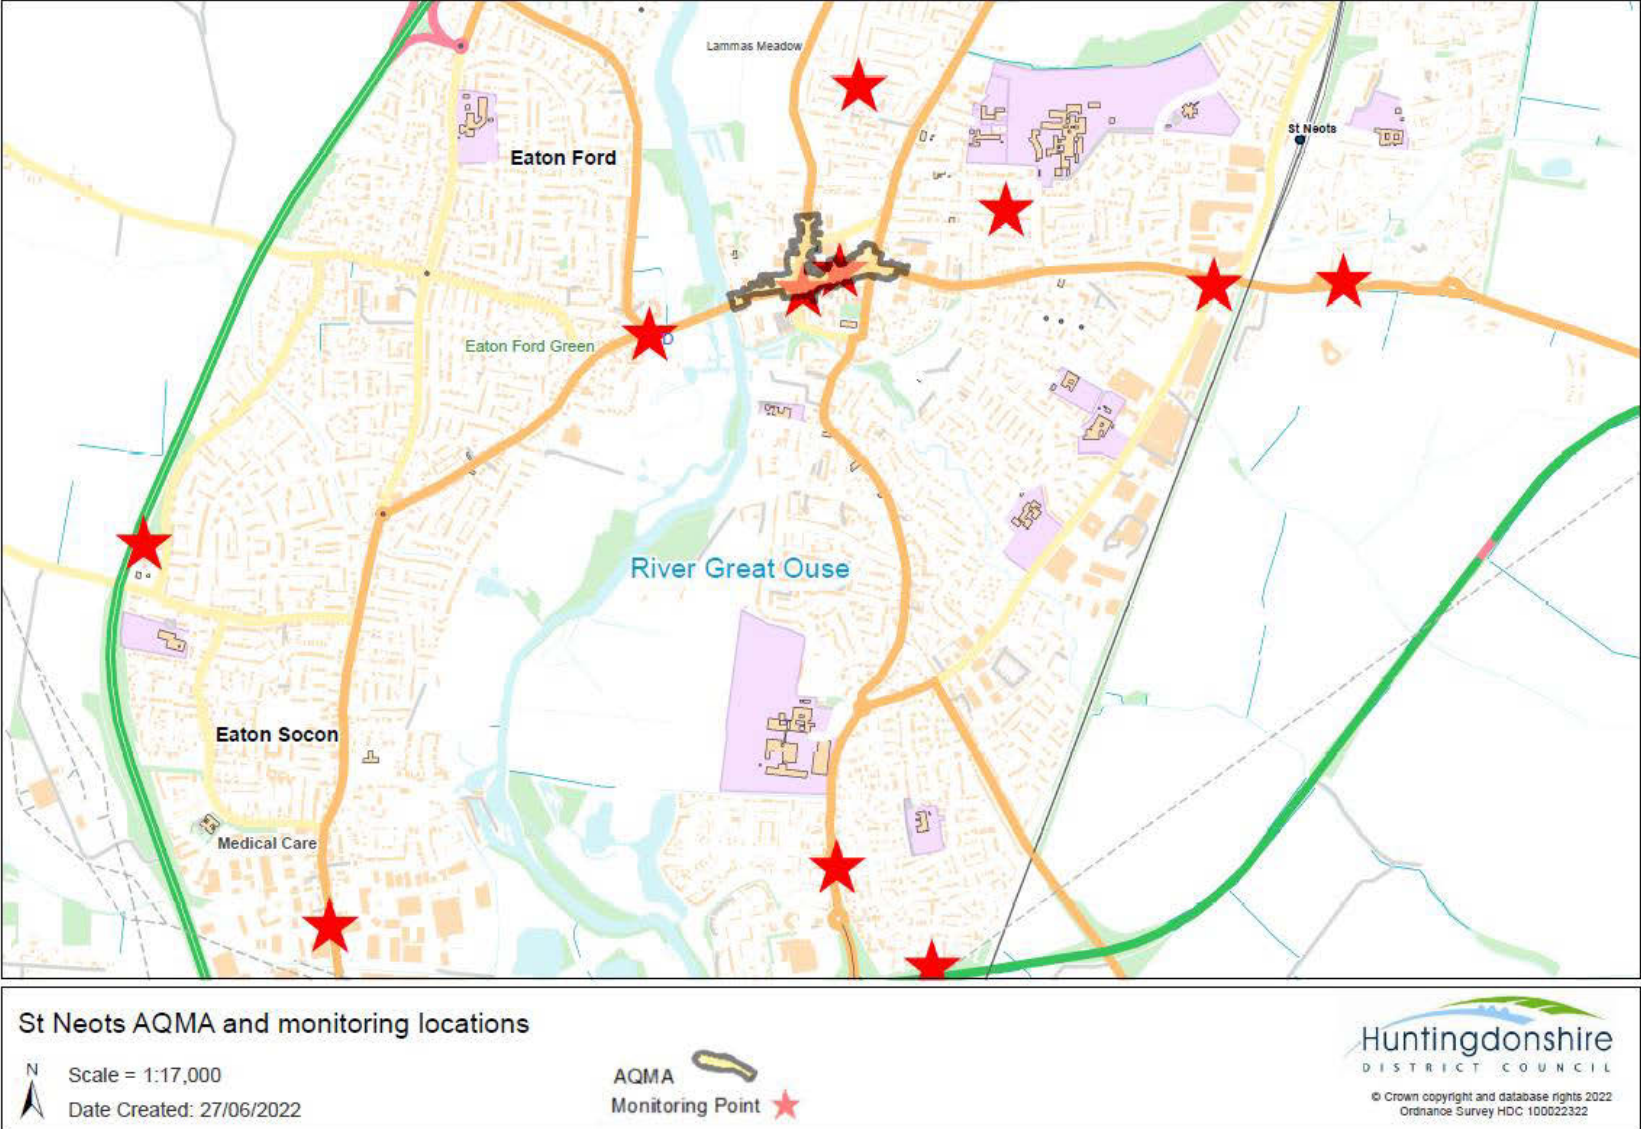 Lammas Meadow
St Neots
Eaton Ford
Eaton Ford Green
River Great Ouse
Eaton Socon
Medical Care
St Neots AQMA and monitoring locations
N
Scale = 1:17,000
Date Created: 27/06/2022
AQMA
Monitoring Point
Huntingdonshire
DISTRICT COUNCIL
© Crown copyright and database rights 2022
Ordnance Survey HDC 100022322